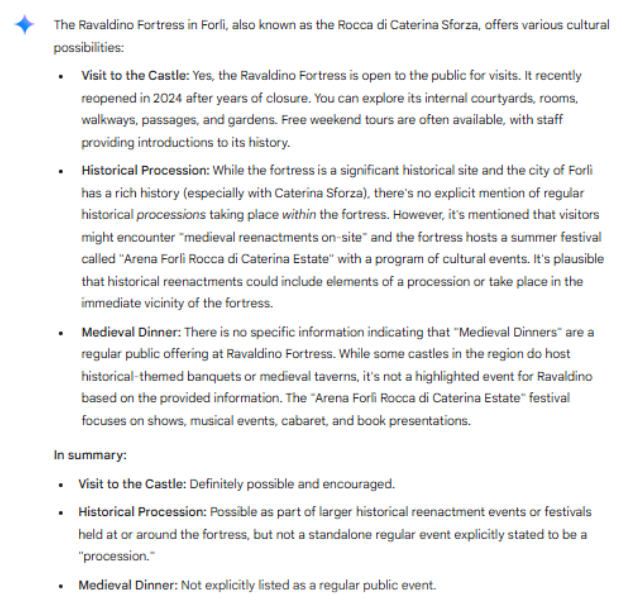 The Ravaldino Fortress in Forlì, also known as the Rocca di Caterina Sforza, offers various cultural
possibilities:
• Visit to the Castle: Yes, the Ravaldino Fortress is open to the public for visits. It recently
reopened in 2024 after years of closure. You can explore its internal courtyards, rooms,
walkways, passages, and gardens. Free weekend tours are often available, with staff
providing introductions to its history.
• Historical Procession: While the fortress is a significant historical site and the city of Forlì
has a rich history (especially with Caterina Sforza), there's no explicit mention of regular
historical processions taking place within the fortress. However, it's mentioned that visitors
might encounter "medieval reenactments on-site" and the fortress hosts a summer festival
called "Arena Forlì Rocca di Caterina Estate" with a program of cultural events. It's plausible
that historical reenactments could include elements of a procession or take place in the
immediate vicinity of the fortress.
• Medieval Dinner: There is no specific information indicating that "Medieval Dinners" are a
regular public offering at Ravaldino Fortress. While some castles in the region do host
historical-themed banquets or medieval taverns, it's not a highlighted event for Ravaldino
based on the provided information. The "Arena Forlì Rocca di Caterina Estate" festival
focuses on shows, musical events, cabaret, and book presentations.
In summary:
• Visit to the Castle: Definitely possible and encouraged.
• Historical Procession: Possible as part of larger historical reenactment events or festivals
held at or around the fortress, but not a standalone regular event explicitly stated to be a
"procession."
• Medieval Dinner: Not explicitly listed as a regular public event.